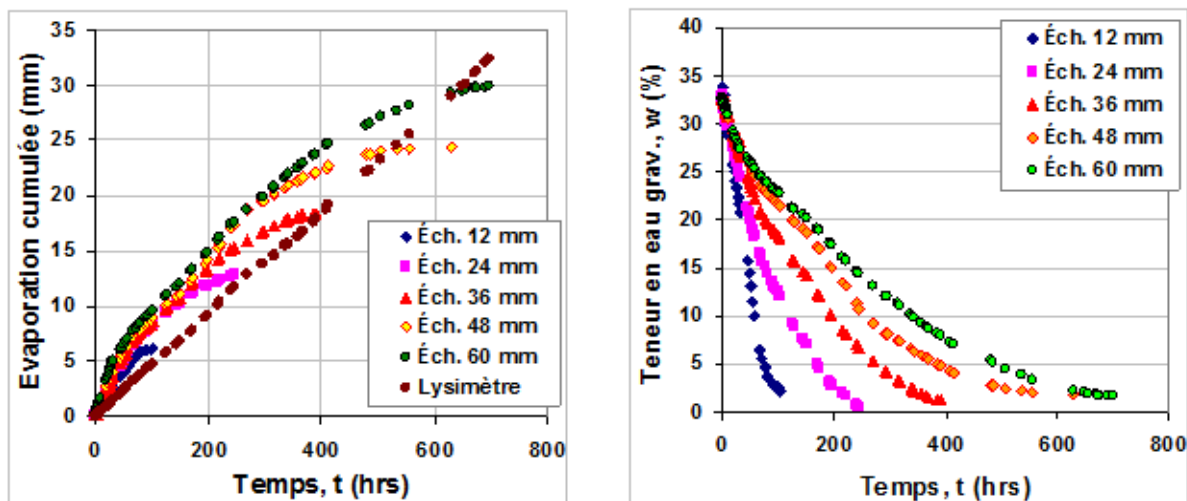 Evaporation cumulée (mm)
35
30
25
20
15
10
5
0
0
200
400
600
800
Temps, t (hrs)
Éch. 12 mm
Éch. 24 mm
Éch. 36 mm
Éch. 48 mm
Éch. 60 mm
Lysimètre
Teneur en eau grav., w (%)
40
35
30
25
20
15
10
5
0
0
200
400
600
800
Temps, t (hrs)
Éch. 12 mm
Éch. 24 mm
Éch. 36 mm
Éch. 48 mm
Éch. 60 mm